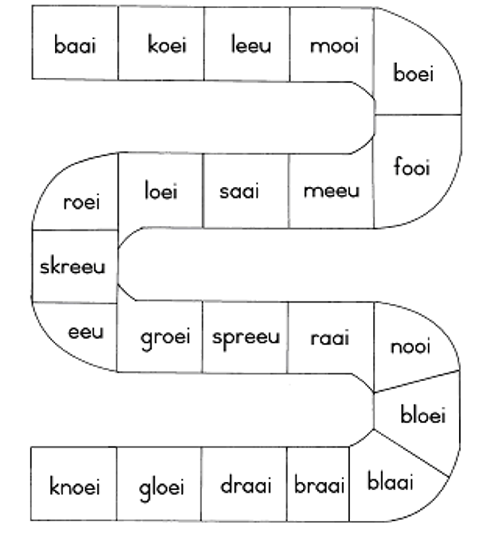 baai koei leeu mooi
boei
fooi
roei loei saai meeu
skreeu
eeu groei spreeu raai nooi
bloei
knoei gloei draai braai blaai